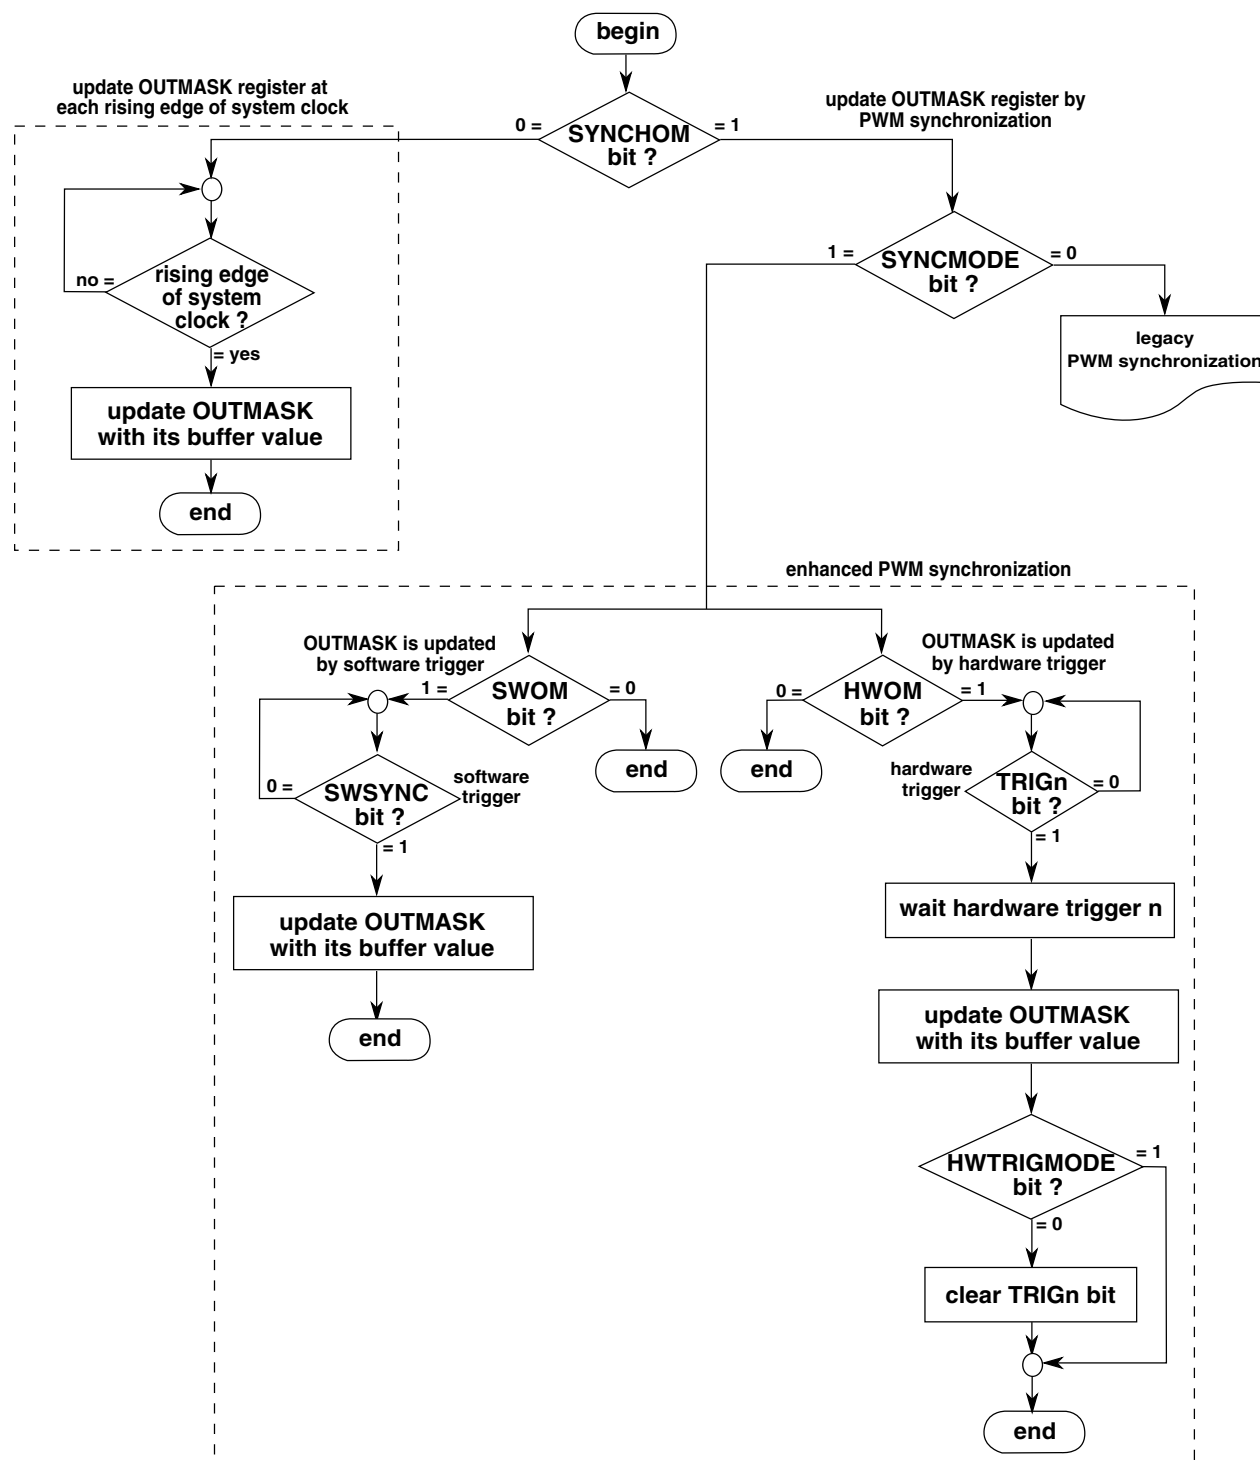 begin
update OUTMASK register at
each rising edge of system clock
update OUTMASK register by
PWM synchronization
0 =
SYNCHOM
bit ?
= 1
1 =
SYNCMODE
bit ?
= 0
no =
rising edge
of system
clock ?
= yes
legacy
PWM synchronization
update OUTMASK
with its buffer value
end
enhanced PWM synchronization
OUTMASK is updated
by software trigger
OUTMASK is updated
by hardware trigger
1 =
SWOM
bit ?
= 0
0 =
HWOM
bit ?
= 1
end
end
0 =
SWSYNC
bit ?
software
trigger
= 1
hardware
trigger
TRIGn
bit ?
= 0
= 1
update OUTMASK
with its buffer value
end
wait hardware trigger n
update OUTMASK
with its buffer value
HWTRIGMODE
bit ?
= 1
= 0
clear TRIGn bit
end